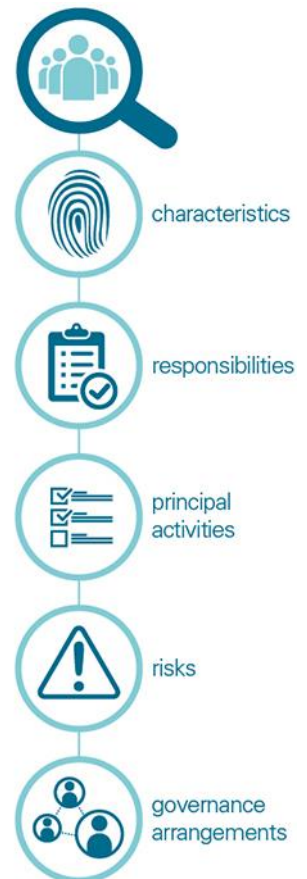 characteristics
responsibilities
principal
activities
risks
governance
arrangements